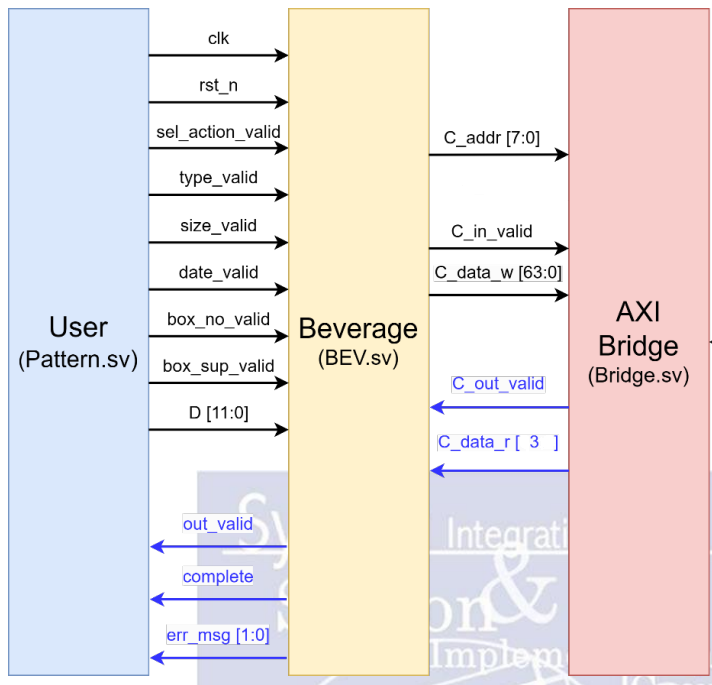 clk
rst_n
sel_action_valid
type_valid
size_valid
date_valid
box_no_valid
box_sup_valid
D [11:0]
out_valid
complete
err_msg [1:0]
User
(Pattern.sv)
Beverage
(BEV.sv)
C_addr [7:0]
C_in_valid
C_data_w [63:0]
C_out_valid
C_data_r [ 3 ]
AXI
Bridge
(Bridge.sv)
Integrati
&
Implem